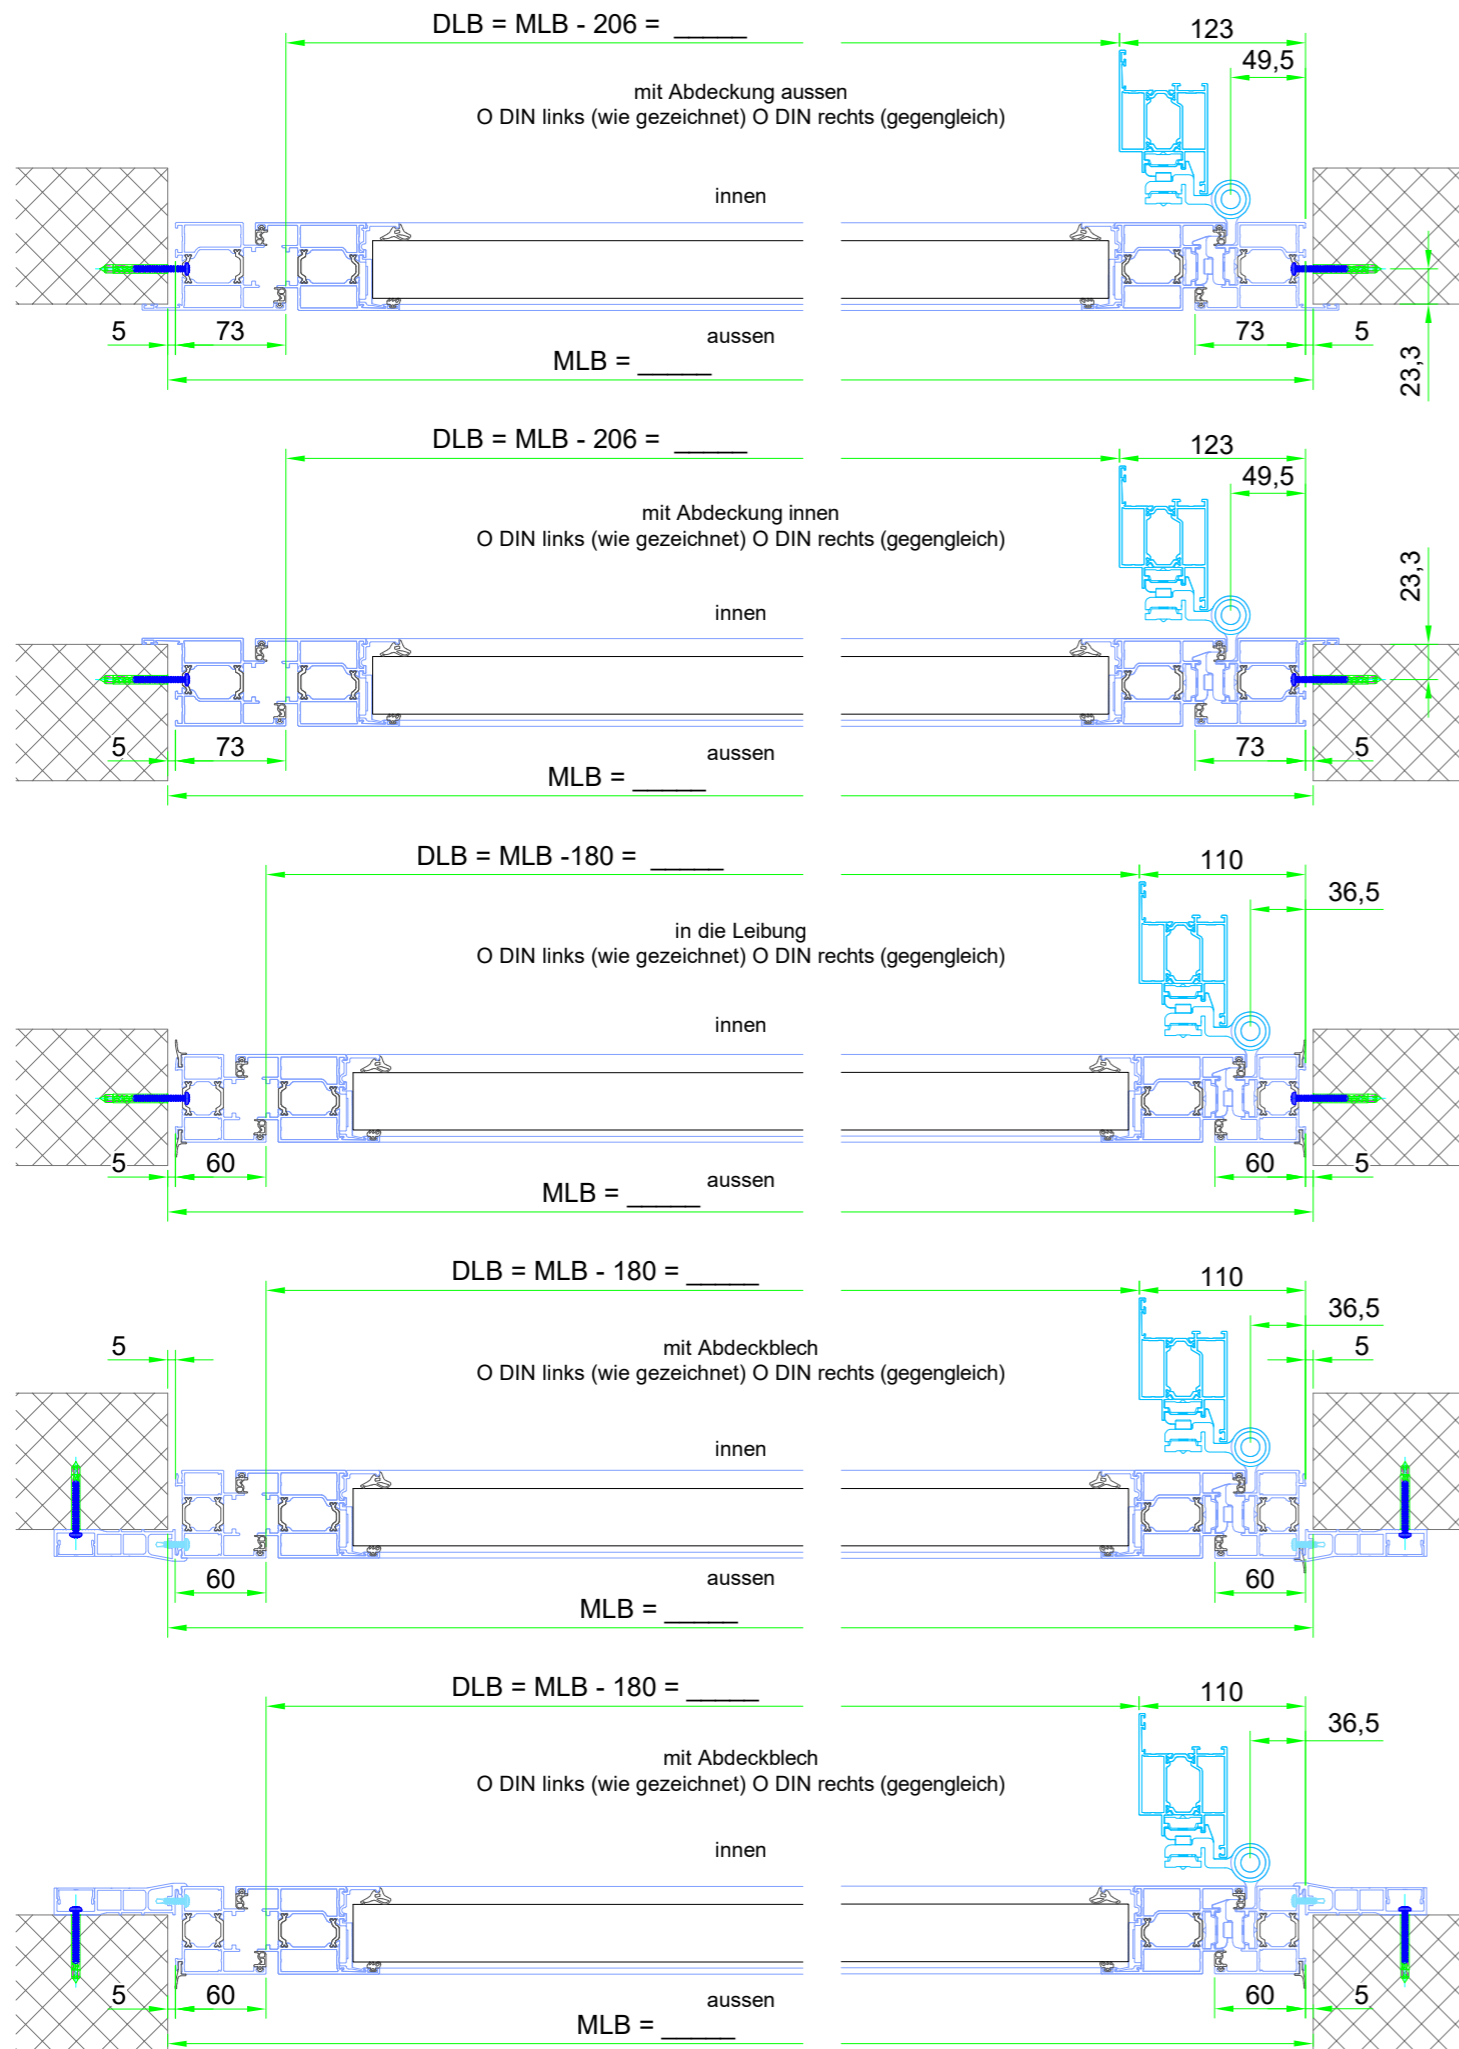 DLB = MLB - 206 = _____
123
49,5
mit Abdeckung aussen
O DIN links (wie gezeichnet) O DIN rechts (gegengleich)
innen
5 73 aussen 73 5
MLB = _____
23,3
DLB = MLB - 206 = _____
123
49,5
mit Abdeckung innen
O DIN links (wie gezeichnet) O DIN rechts (gegengleich)
23,3
innen
5 73 aussen 73 5
MLB = _____
DLB = MLB -180 = _____
110
36,5
in die Leibung
O DIN links (wie gezeichnet) O DIN rechts (gegengleich)
innen
5 60 aussen 60 5
MLB = _____
DLB = MLB - 180 = _____
110
36,5
5 mit Abdeckblech 5
O DIN links (wie gezeichnet) O DIN rechts (gegengleich)
innen
60 aussen 60
MLB = _____
DLB = MLB - 180 = _____
110
36,5
mit Abdeckblech
O DIN links (wie gezeichnet) O DIN rechts (gegengleich)
innen
5 60 aussen 60 5
MLB = _____